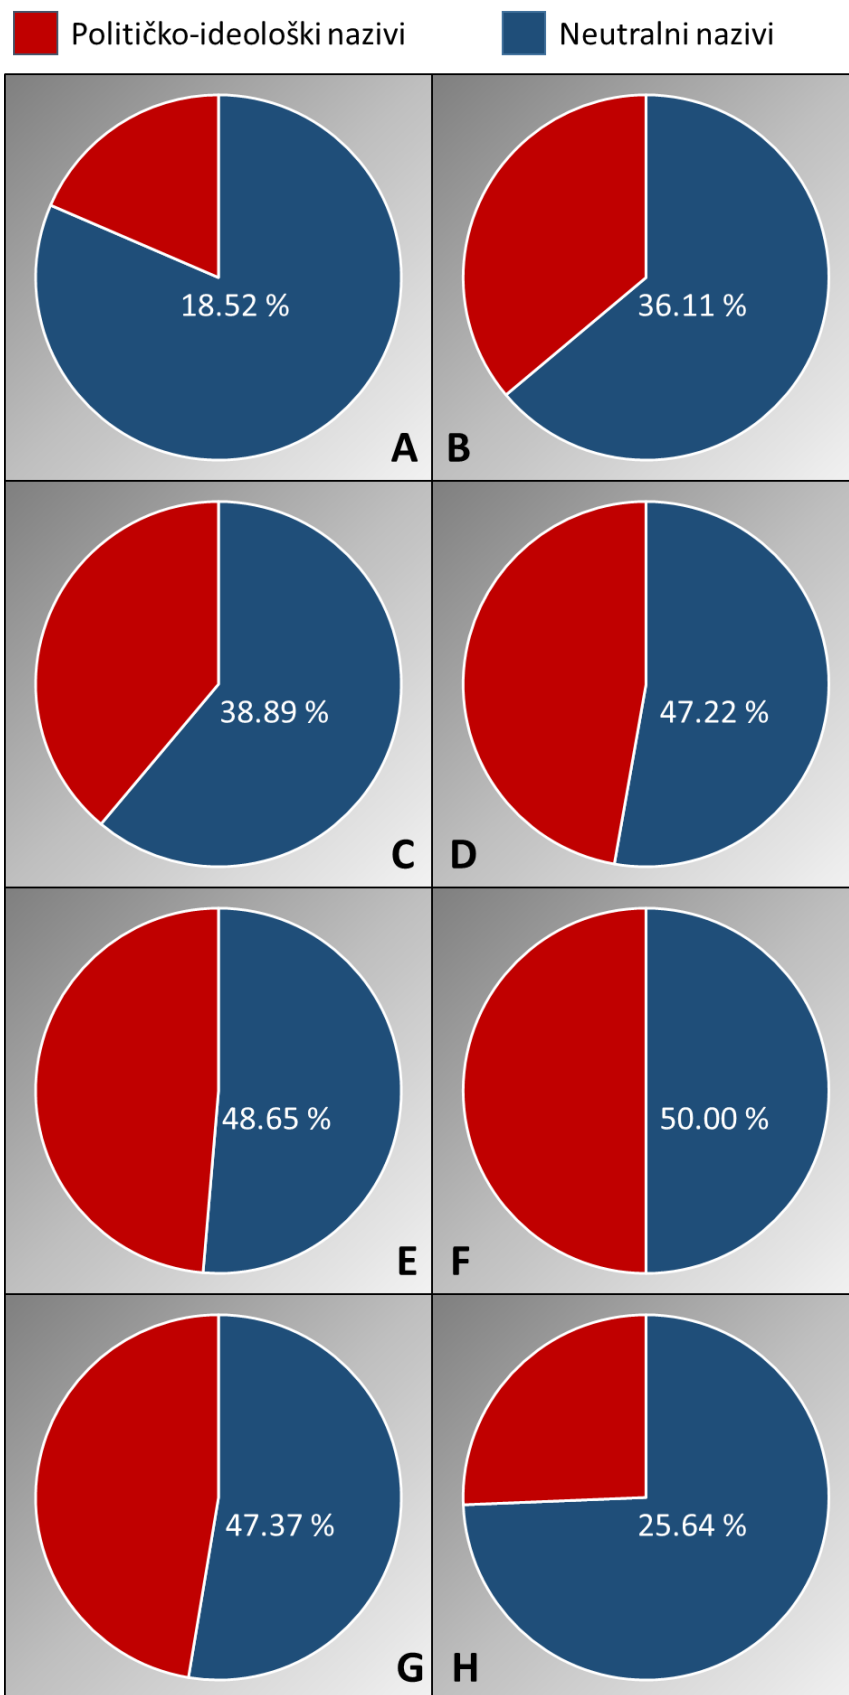 Političko-ideološki nazivi
Neutralni nazivi
18.52 %
A
36.11 %
B
38.89 %
C
47.22 %
D
48.65 %
E
50.00 %
F
47.37 %
G
25.64 %
H